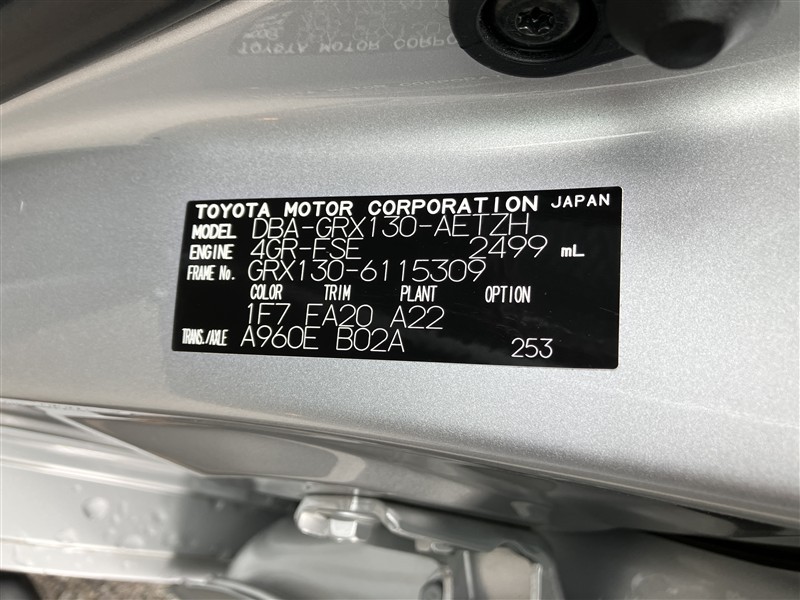 TOYOTA MOTOR CORPORATION JAPAN
MODEL DBA-GRX130-AETZH
ENGINE 4GR-FSE 2499 mL
FRAME No. GRX130-6115309
COLOR TRIM PLANT OPTION
1F7 FA20 A22
TRANS./AXLE A960E B02A 253